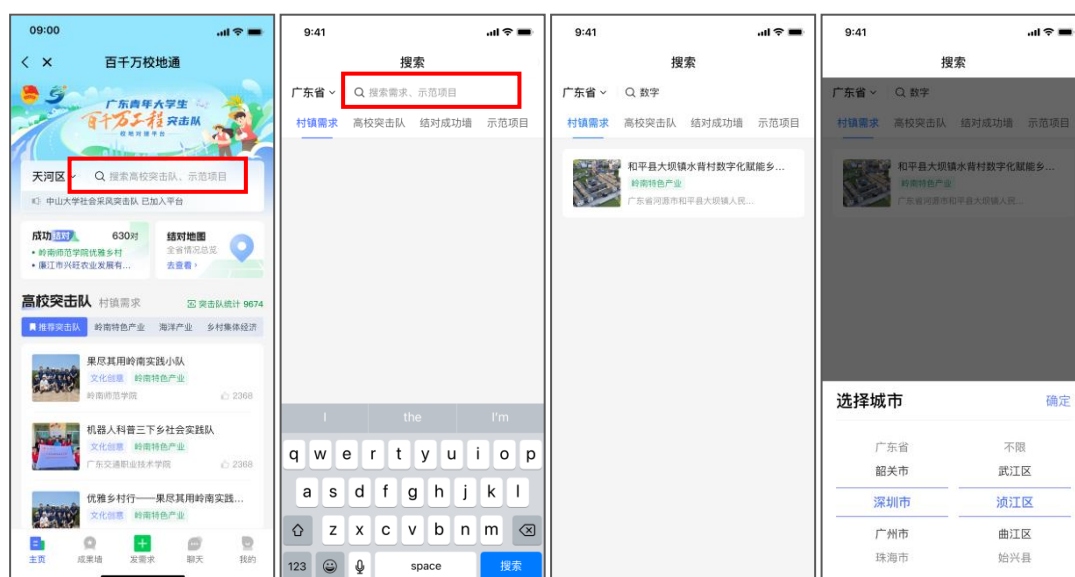 09:00
百千万校地通
广东青年大学生
百千万工程 突击队
校地对接平台
天河区 搜索高校突击队、示范项目
中山大学社会采风突击队 已加入平台
成功结对 630对
• 岭南师范学院优雅乡村
• 廉江市兴旺农业发展有...
结对地图
全省情况总览
去查看
高校突击队 村镇需求 突击队统计 9674
推荐突击队 岭南特色产业 海洋产业 乡村集体经济
果尽其用岭南实践小队
文化创意 岭南特色产业
岭南师范学院 2368
机器人科普三下乡社会实践队
文化创意 岭南特色产业
广东交通职业技术学院 2368
优雅乡村行——果尽其用岭南实践...
文化创意 岭南特色产业
主页 成果墙 发需求 聊天 我的
9:41
搜索
广东省 搜索需求、示范项目
村镇需求 高校突击队 结对成功墙 示范项目
I the I'm
q w e r t y u i o p
a s d f g h j k l
z x c v b n m
123 space 搜索
9:41
搜索
广东省 数字
村镇需求 高校突击队 结对成功墙 示范项目
和平县大坝镇水背村数字化赋能乡...
岭南特色产业
广东省河源市和平县大坝镇人民...
9:41
搜索
广东省 数字
村镇需求 高校突击队 结对成功墙 示范项目
和平县大坝镇水背村数字化赋能乡...
岭南特色产业
广东省河源市和平县大坝镇人民...
选择城市 确定
广东省 不限
韶关市 武江区
深圳市 浈江区
广州市 曲江区
珠海市 始兴县